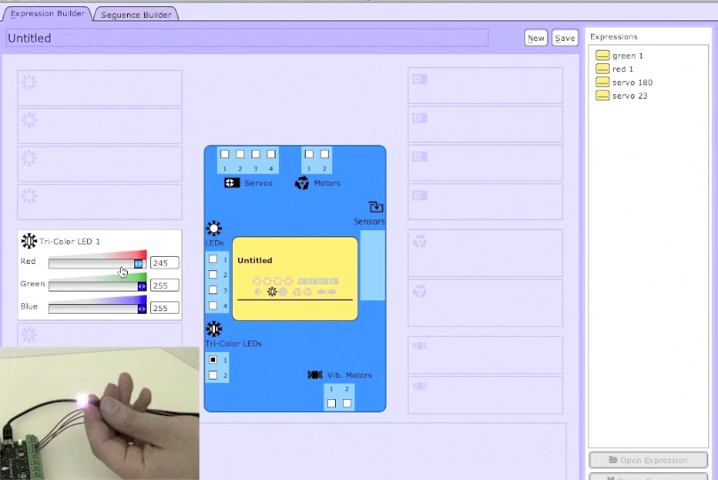 Expression Builder
Sequence Builder
Untitled
New
Save
Expressions
green 1
red 1
servo 180
servo 23
1 2 3 4
1 2
Servos
Motors
Sensors
LEDs
1
2
3
4
Untitled
Tri-Color LED 1
Red
245
Green
255
Blue
255
Tri-Color LEDs
1
2
Vib. Motors
1 2
Open Expression